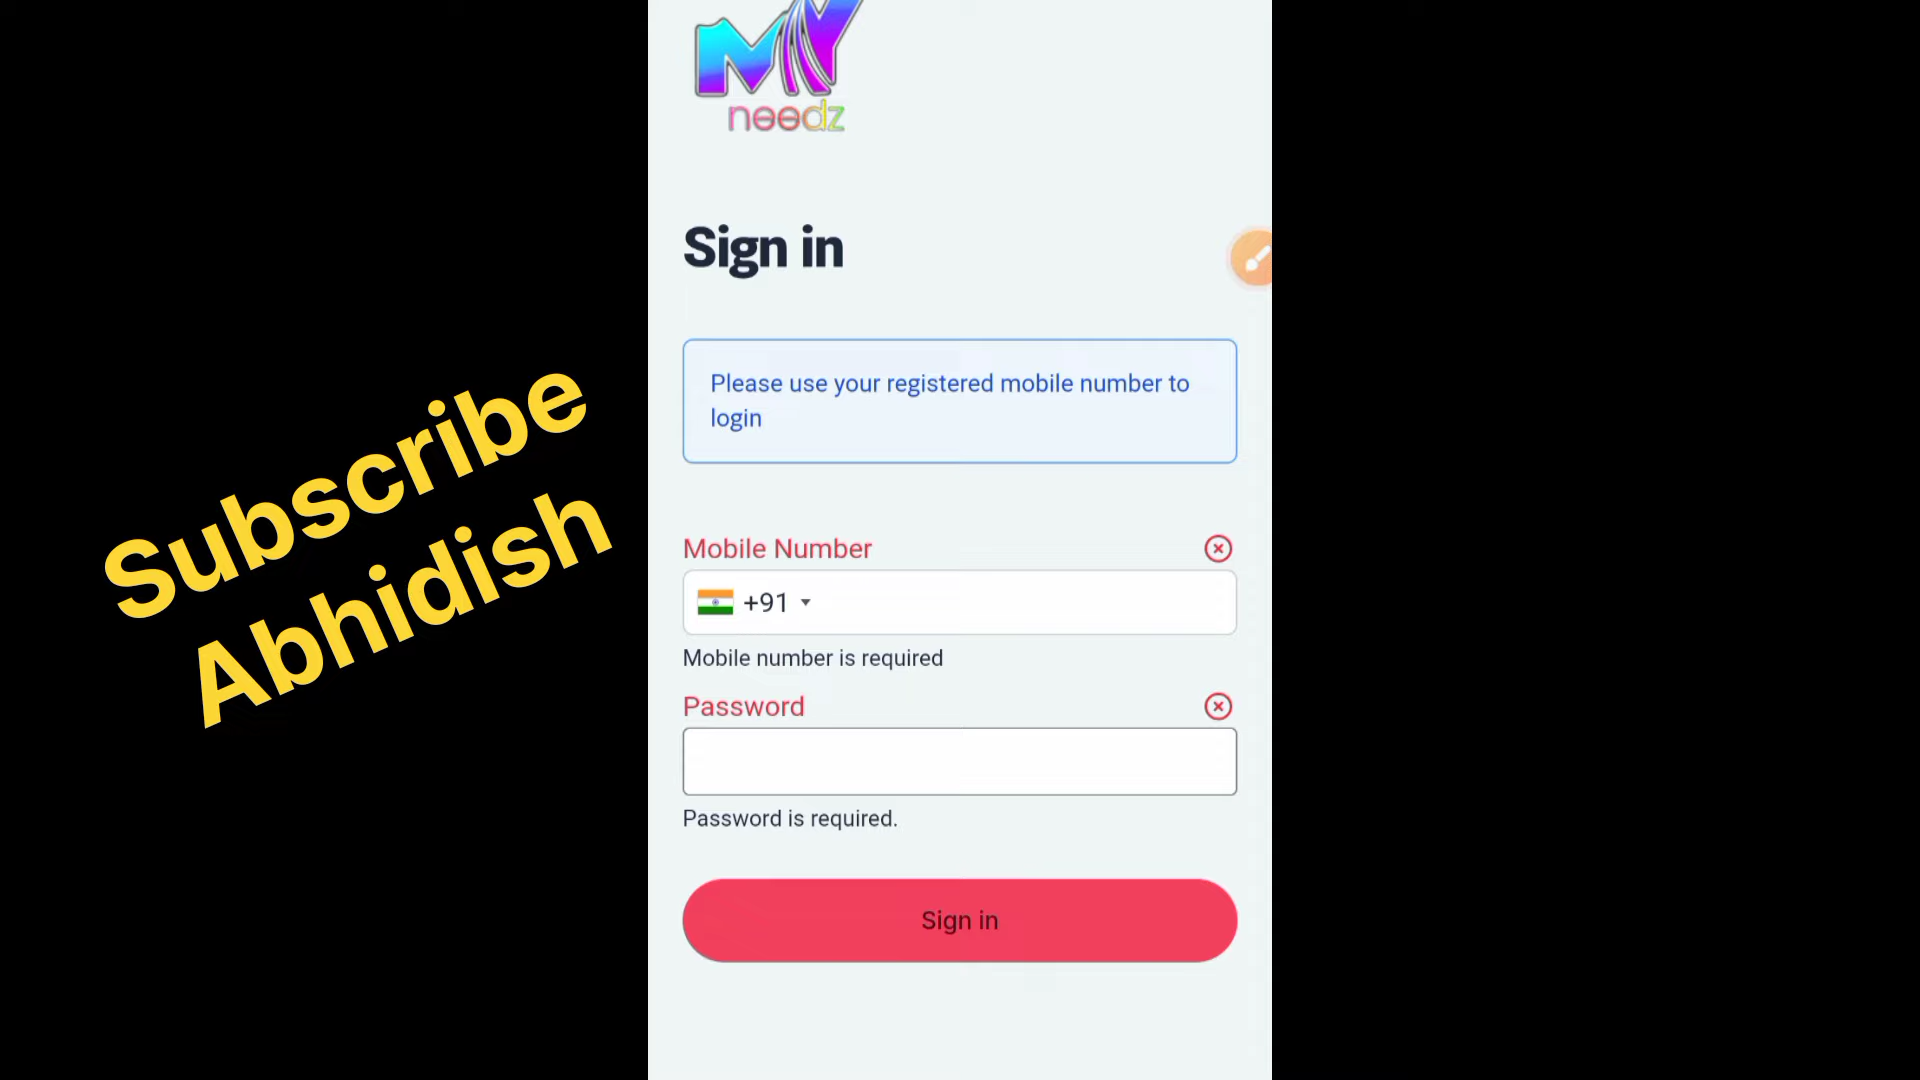 MY
needz
Sign in
Please use your registered mobile number to
login
Mobile Number
+91
Mobile number is required
Password
Password is required.
Sign in
Subscribe
Abhidish